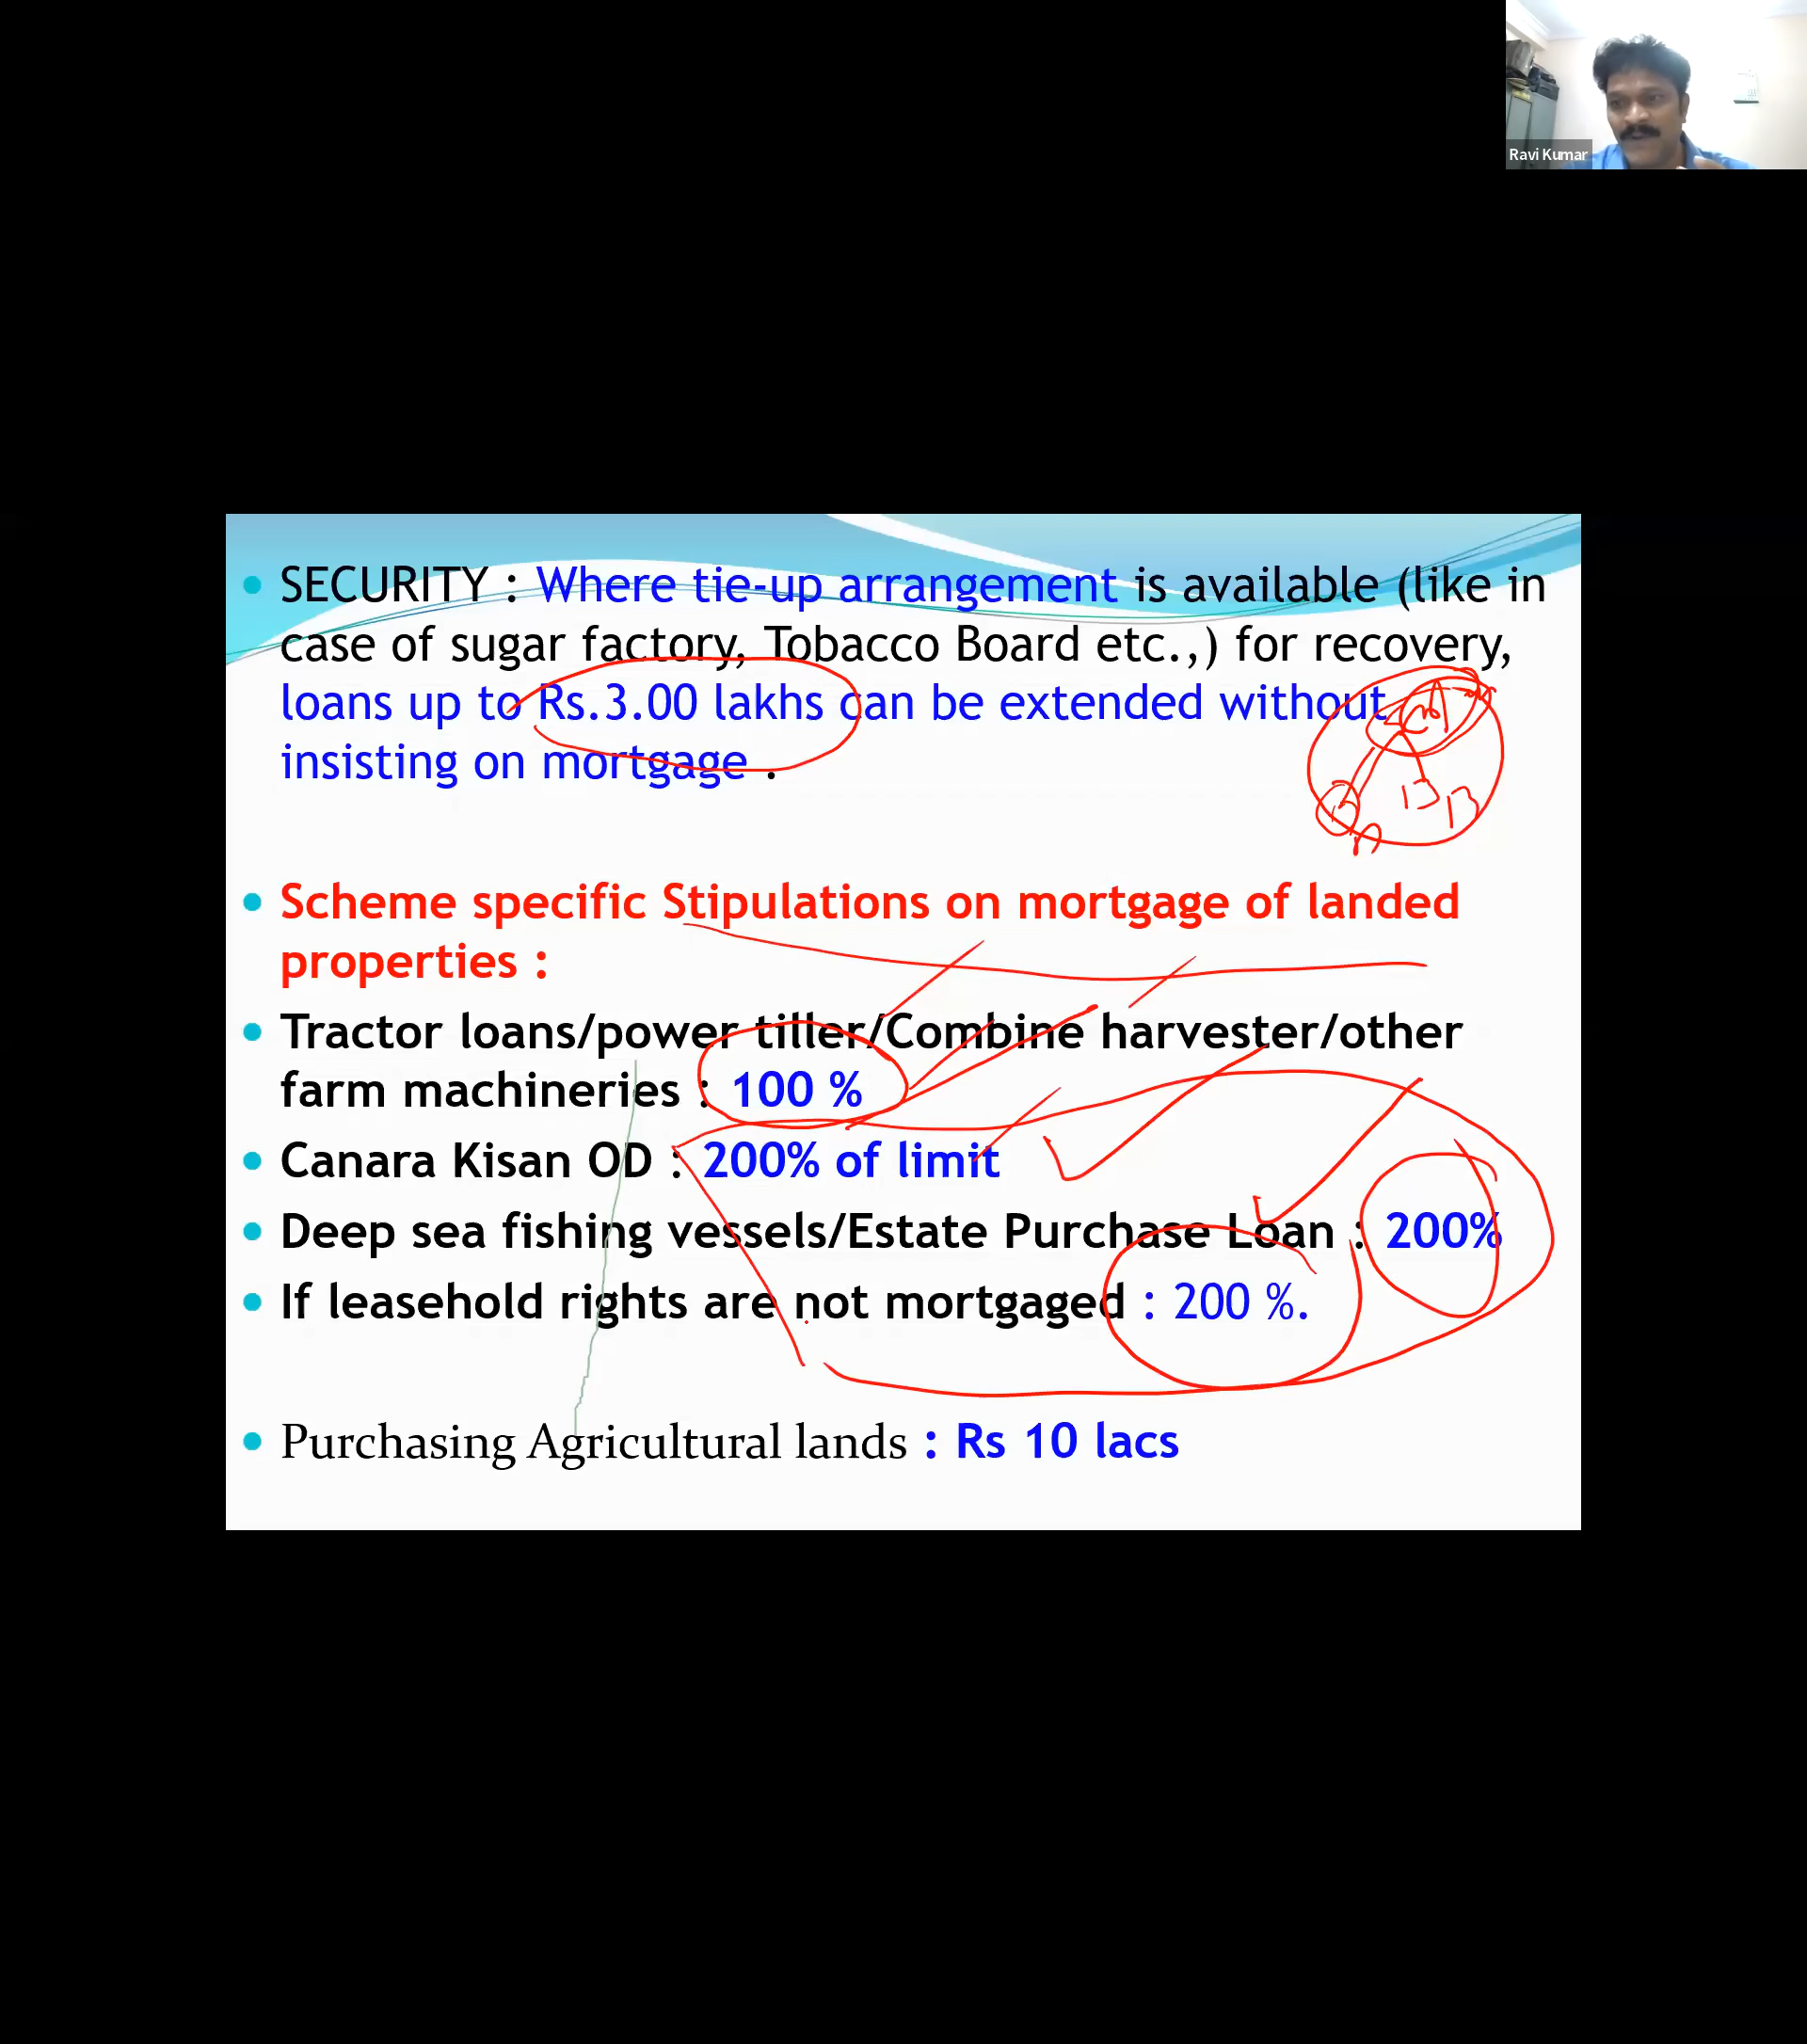 Ravi Kumar
SECURITY : Where tie-up arrangement is available (like in
case of sugar factory, Tobacco Board etc.,) for recovery,
loans up to Rs.3.00 lakhs can be extended without
insisting on mortgage .
Scheme specific Stipulations on mortgage of landed
properties :
Tractor loans/power tiller/Combine harvester/other
farm machineries : 100 %
Canara Kisan OD : 200% of limit
Deep sea fishing vessels/Estate Purchase Loan : 200%
If leasehold rights are not mortgaged : 200 %.
Purchasing Agricultural lands : Rs 10 lacs